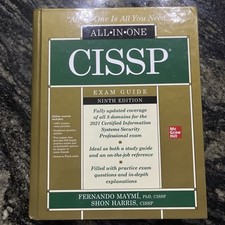 "All-in-One Is All You Need."
ALL-IN-ONE
CISSP®
EXAM GUIDE
NINTH EDITION
Fully updated coverage of
all 8 domains for the
2021 Certified Information
Systems Security
Professional exam
Ideal as both a study guide
and an on-the-job reference
Filled with practice exam
questions and in-depth
explanations
Mc
Graw
Hill
FERNANDO MAYMÍ, PhD, CISSP
SHON HARRIS, CISSP